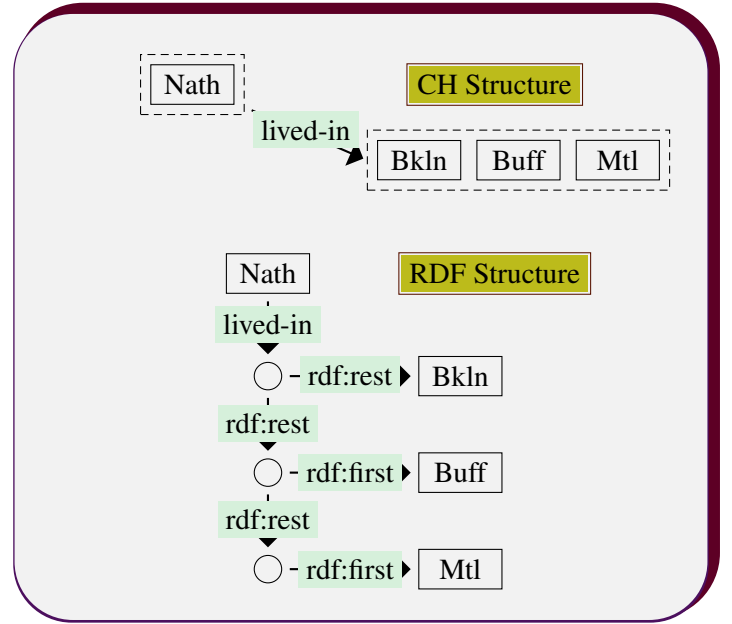 Nath
CH Structure
lived-in
Bkln Buff Mtl
Nath
RDF Structure
lived-in
rdf:rest Bkln
rdf:rest
rdf:first Buff
rdf:rest
rdf:first Mtl